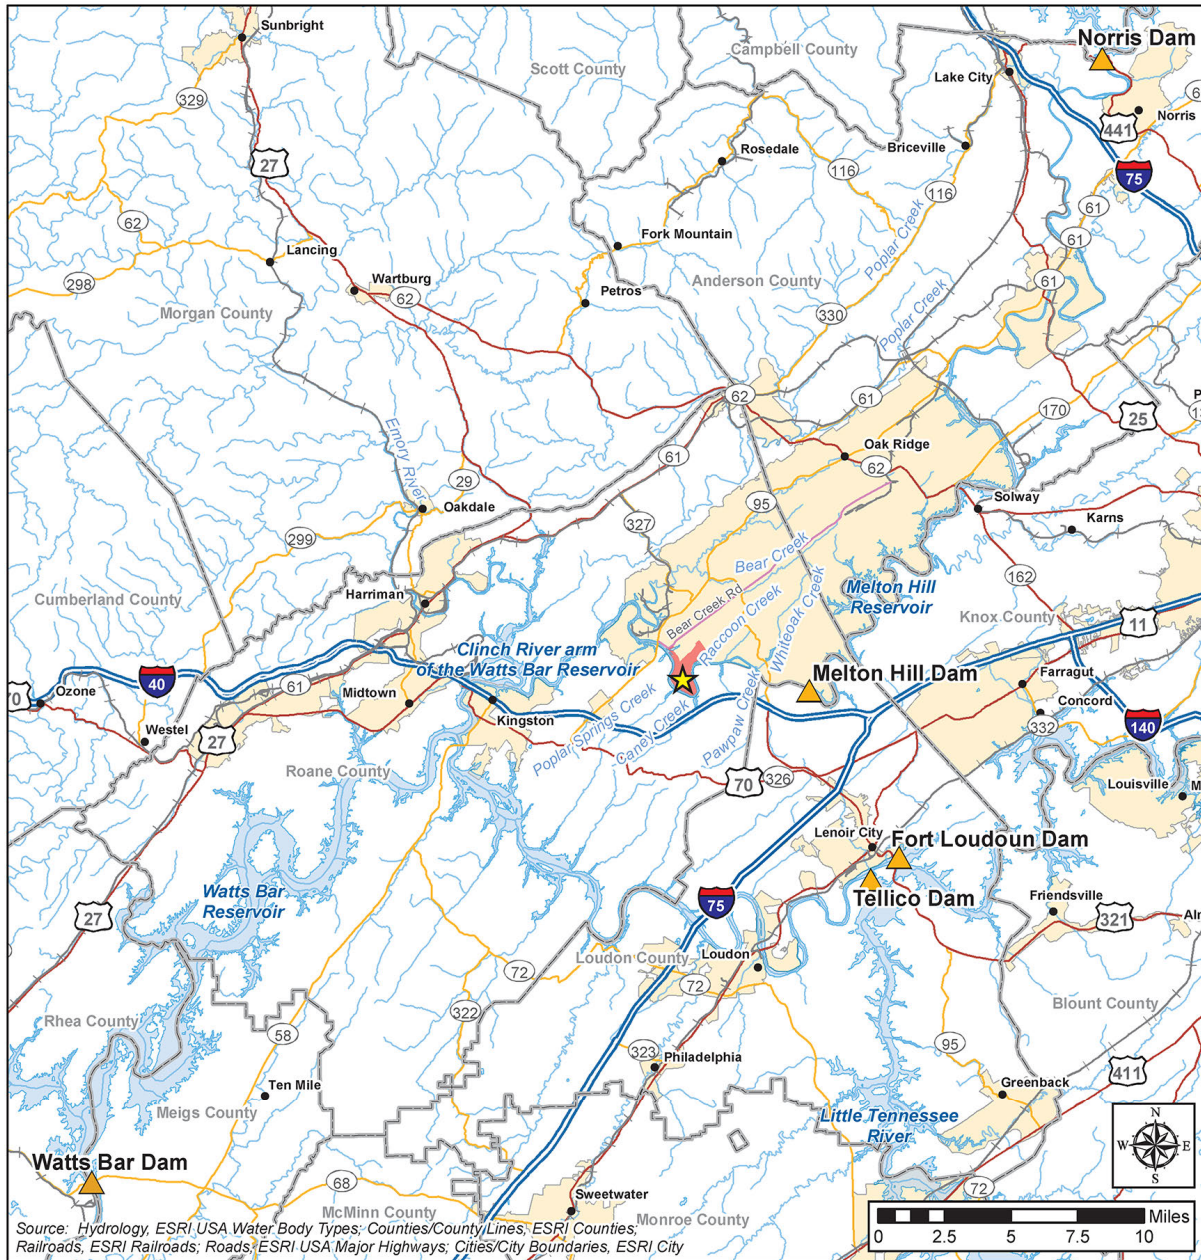 Sunbright
Campbell County
Norris Dam
Scott County
Lake City
329
Norris
441
27
Rosedale
Briceville
75
116
116
61
62
Poplar Creek
Fork Mountain
61
Lancing
298
Wartburg
62
Petros
Anderson County
61
Morgan County
330
Poplar Creek
62
61
170
25
Emory River
61
Oak Ridge
62
29
95
Solway
Oakdale
327
Karns
299
Bear Creek
162
Cumberland County
Harriman
Melton Hill
Reservoir
Knox County
Bear Creek Rd
Raccoon Creek
Whiteoak Creek
11
Clinch River arm
of the Watts Bar Reservoir
Melton Hill Dam
Farragut
70
Ozone
40
61
Midtown
Kingston
Concord
332
140
Westel
27
Poplar Springs Creek
Caney Creek
Pawpaw Creek
Roane County
70
326
Louisville
Lenoir City
Fort Loudoun Dam
Watts Bar
Reservoir
75
Tellico Dam
Friendsville
27
321
Loudon County
Loudon
72
72
Blount County
Rhea County
322
58
323
Philadelphia
95
411
Ten Mile
Greenback
Meigs County
Little Tennessee
River
N
W
E
S
Watts Bar Dam
68
Sweetwater
72
McMinn County
Monroe County
Miles
0
2.5
5
7.5
10
Source: Hydrology, ESRI USA Water Body Types; Counties/County Lines, ESRI Counties;
Railroads, ESRI Railroads; Roads, ESRI USA Major Highways; Cities/City Boundaries, ESRI City